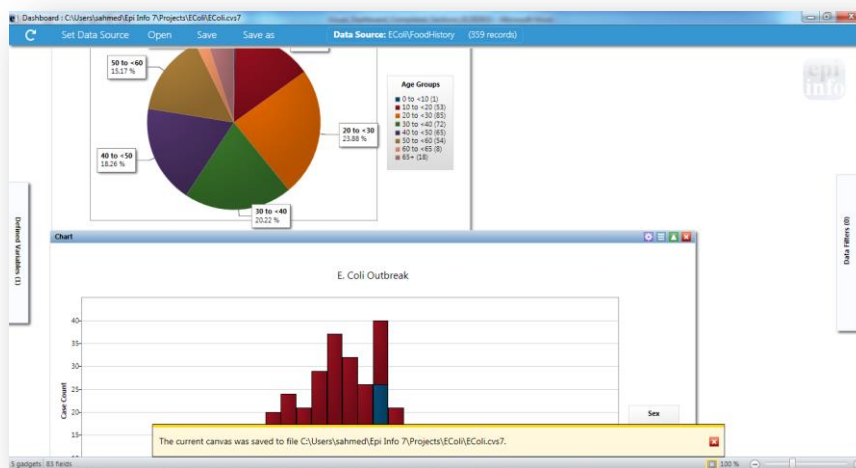 Dashboard : C:\Users\sahmed\Epi Info 7\Projects\EColi\EColi.cvs7
Set Data Source Open Save Save as Data Source: EColi\FoodHistory (359 records)
epi
info
50 to <60
15.17 %
Age Groups
0 to <10 (1)
10 to <20 (53)
20 to <30 (85)
30 to <40 (72)
40 to <50 (65)
50 to <60 (54)
60 to <65 (8)
65+ (18)
20 to <30
23.88 %
40 to <50
18.26 %
30 to <40
20.22 %
Defined Variables (1)
Data Filters (0)
Chart
E. Coli Outbreak
40
35
30
25
20
15
Case Count
Sex
The current canvas was saved to file C:\Users\sahmed\Epi Info 7\Projects\EColi\EColi.cvs7.
5 gadgets 83 fields
100 %